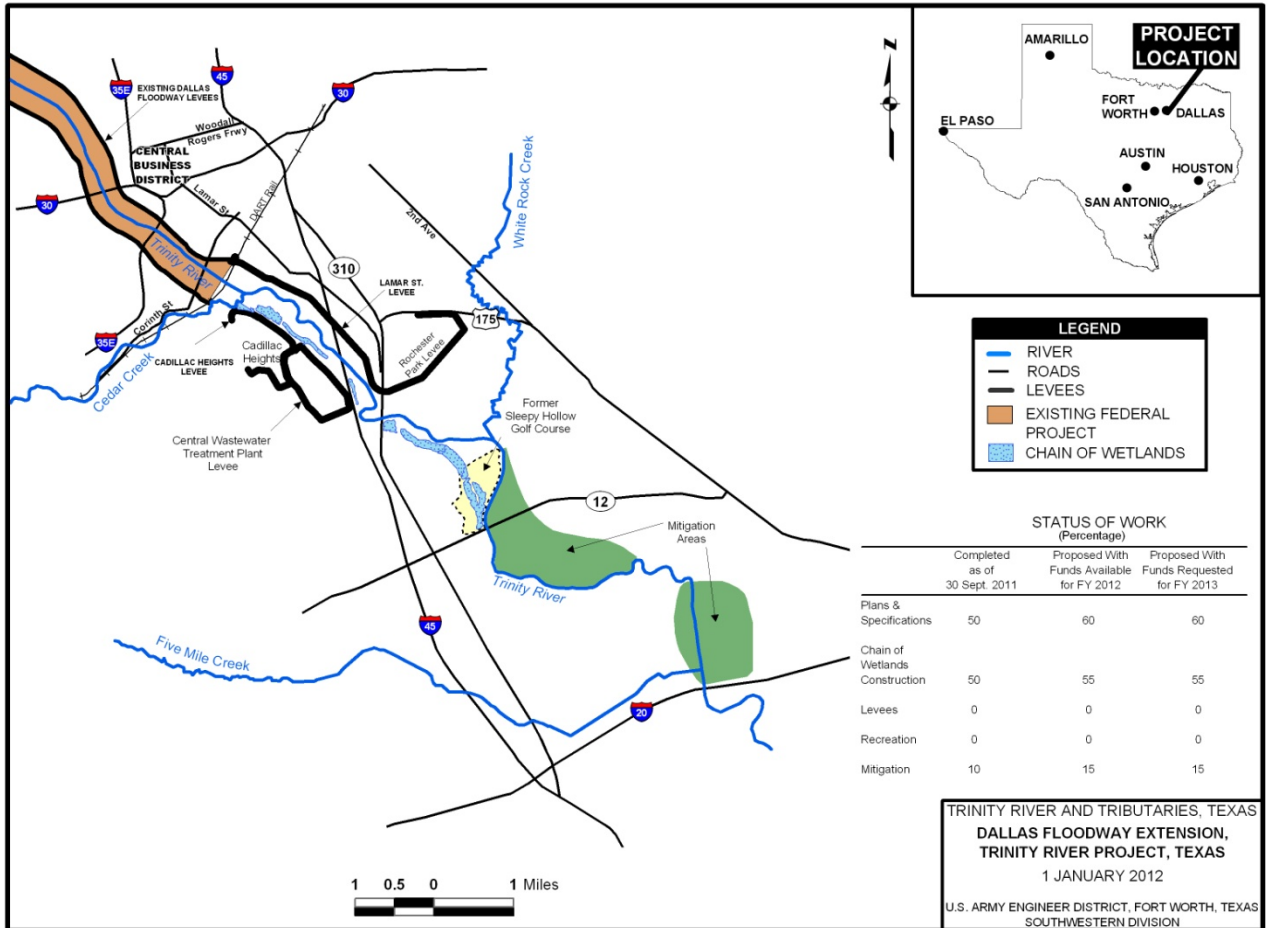 35E
EXISTING DALLAS
FLOODWAY LEVEES
45
30
Woodall
Rogers Frwy
CENTRAL
BUSINESS
DISTRICT
Lamar St
DART Rail
30
2nd Ave
White Rock Creek
Trinity River
310
LAMAR ST.
LEVEE
175
Corinth St
35E
Cedar Creek
CADILLAC HEIGHTS
LEVEE
Cadillac
Heights
Rochester
Park Levee
Former
Sleepy Hollow
Golf Course
Central Wastewater
Treatment Plant
Levee
12
Mitigation
Areas
Trinity River
Five Mile Creek
45
20
1 0.5 0 1 Miles
N
PROJECT
LOCATION
AMARILLO
FORT
WORTH
DALLAS
EL PASO
AUSTIN
HOUSTON
SAN ANTONIO
LEGEND
RIVER
ROADS
LEVEES
EXISTING FEDERAL
PROJECT
CHAIN OF WETLANDS
STATUS OF WORK
(Percentage)
Completed Proposed With Proposed With
as of Funds Available Funds Requested
30 Sept. 2011 for FY 2012 for FY 2013
Plans &
Specifications 50 60 60
Chain of
Wetlands
Construction 50 55 55
Levees 0 0 0
Recreation 0 0 0
Mitigation 10 15 15
TRINITY RIVER AND TRIBUTARIES, TEXAS
DALLAS FLOODWAY EXTENSION,
TRINITY RIVER PROJECT, TEXAS
1 JANUARY 2012
U.S. ARMY ENGINEER DISTRICT, FORT WORTH, TEXAS
SOUTHWESTERN DIVISION